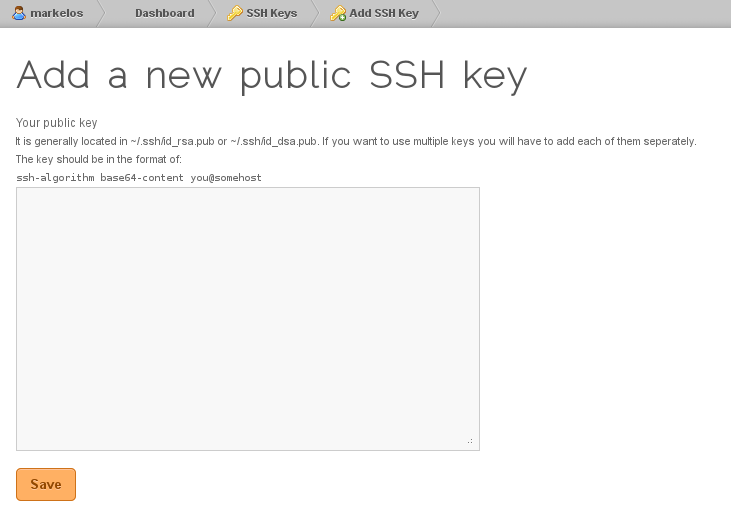 markelos Dashboard SSH Keys Add SSH Key
Add a new public SSH key
Your public key
It is generally located in ~/.ssh/id_rsa.pub or ~/.ssh/id_dsa.pub. If you want to use multiple keys you will have to add each of them seperately.
The key should be in the format of:
ssh-algorithm base64-content you@somehost
Save